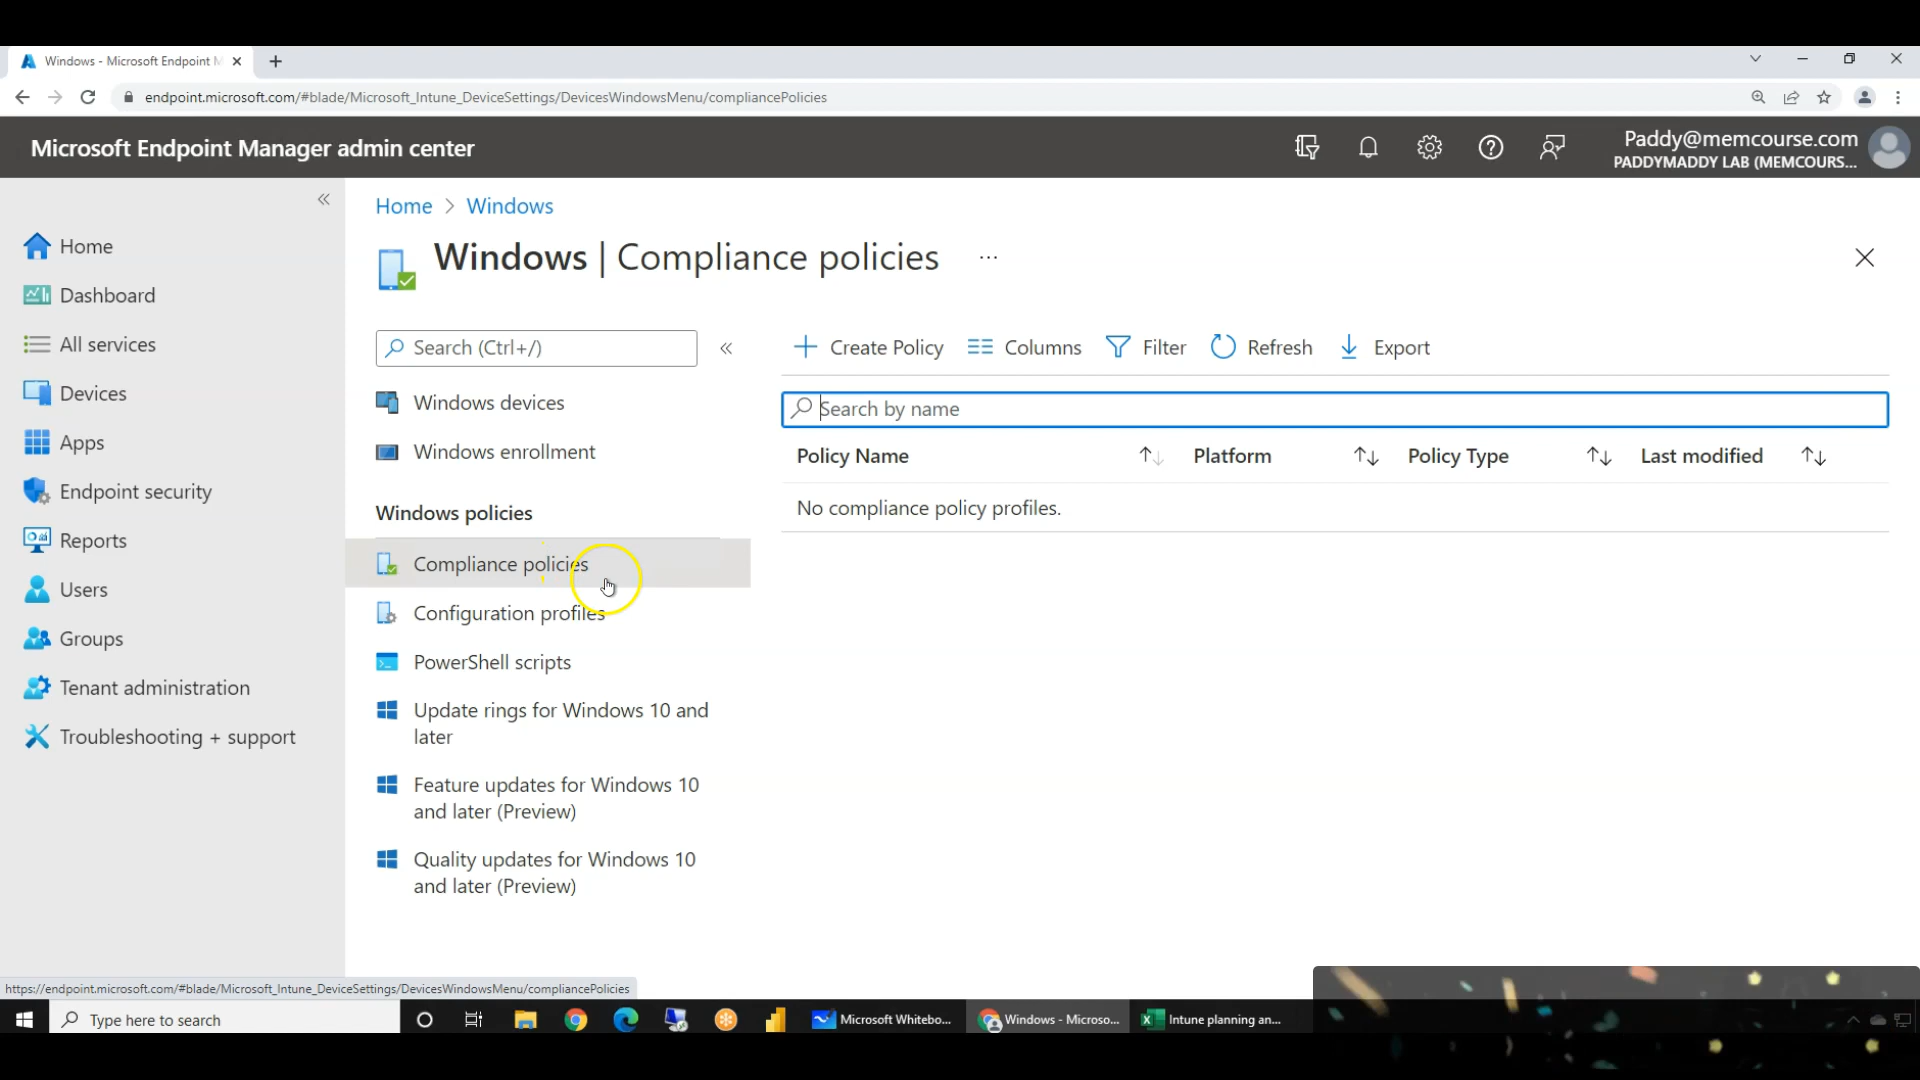 Windows - Microsoft Endpoint M
endpoint.microsoft.com/#blade/Microsoft_Intune_DeviceSettings/DevicesWindowsMenu/compliancePolicies
Microsoft Endpoint Manager admin center
Paddy@memcourse.com
PADDYMADDY LAB (MEMCOURS...
Home
Dashboard
All services
Devices
Apps
Endpoint security
Reports
Users
Groups
Tenant administration
Troubleshooting + support
Home > Windows
Windows | Compliance policies
...
Search (Ctrl+/)
Windows devices
Windows enrollment
Windows policies
Compliance policies
Configuration profiles
PowerShell scripts
Update rings for Windows 10 and
later
Feature updates for Windows 10
and later (Preview)
Quality updates for Windows 10
and later (Preview)
Create Policy Columns Filter Refresh Export
Search by name
Policy Name Platform Policy Type Last modified
No compliance policy profiles.
https://endpoint.microsoft.com/#blade/Microsoft_Intune_DeviceSettings/DevicesWindowsMenu/compliancePolicies
Type here to search
Microsoft Whitebo...
Windows - Microso...
Intune planning an...